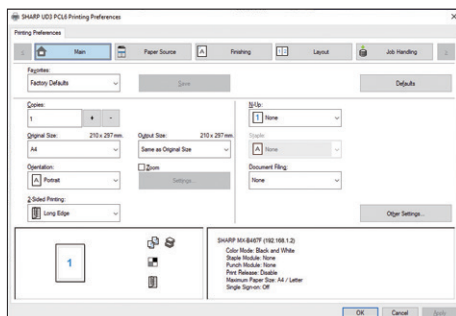 SHARP UD3 PCL6 Printing Preferences
Printing Preferences
Main
Paper Source
Finishing
Layout
Job Handling
Favorites:
Factory Defaults
Save
Defaults
Copies:
1
+ -
N-Up:
1 None
Original Size: 210 x 297 mm.
A4
Output Size: 210 x 297 mm.
Same as Original Size
Staple:
None
Orientation:
A Portrait
Zoom
Settings...
Document Filing:
None
2-Sided Printing:
Long Edge
Other Settings...
1
SHARP MX-B467F (192.168.1.2)
Color Mode: Black and White
Staple Module: None
Punch Module: None
Print Release: Disable
Maximum Paper Size: A4 / Letter
Single Sign-on: Off
OK
Cancel
Apply